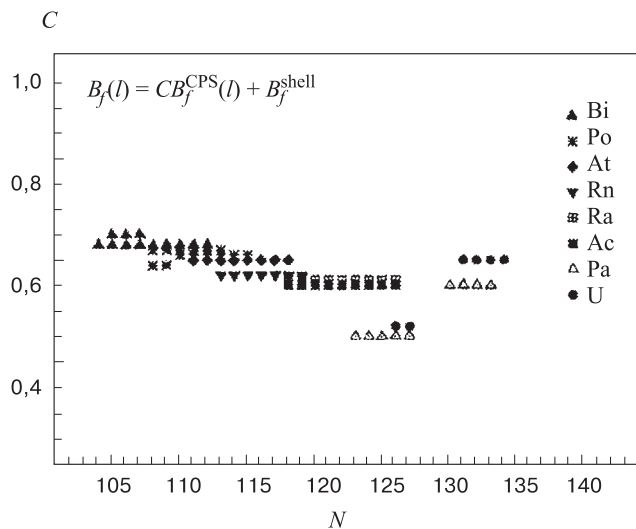 C
1,0
B_f(l) = CB_f^CPS(l) + B_f^shell
Bi
Po
At
Rn
Ra
Ac
Pa
U
0,8
0,6
0,4
105 110 115 120 125 130 135 140
N